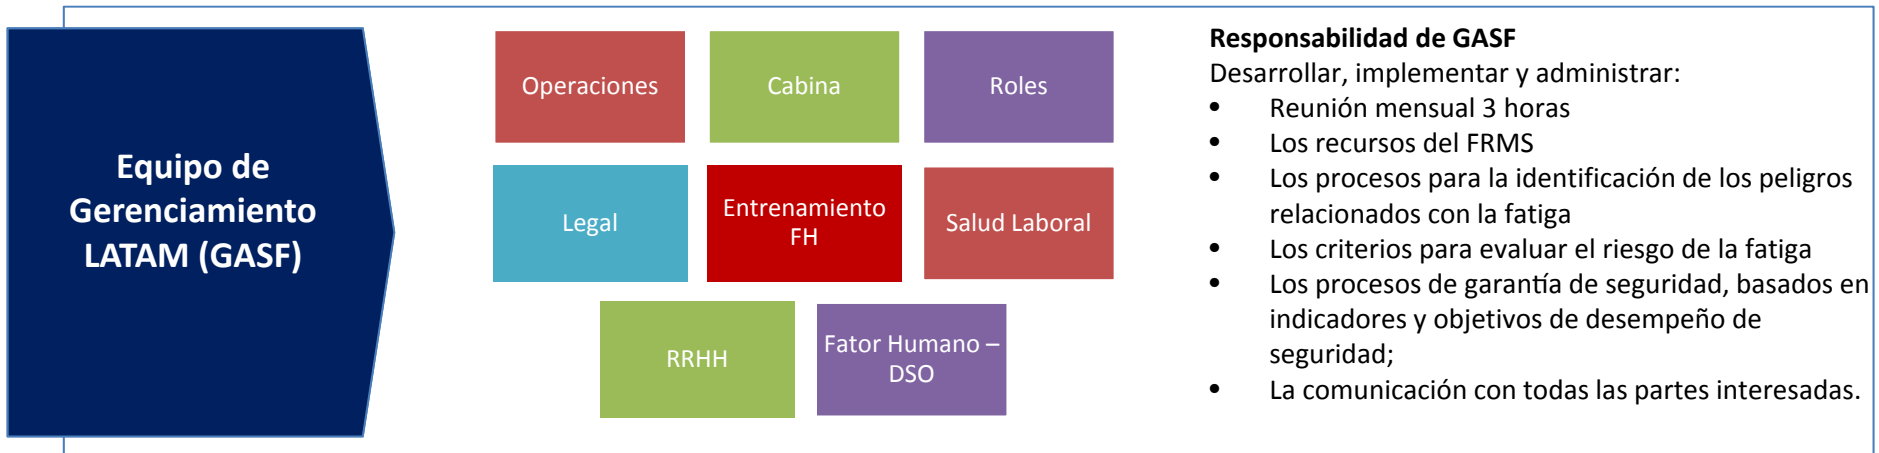 Equipo de
Gerenciamiento
LATAM (GASF)
Operaciones
Cabina
Roles
Legal
Entrenamiento
FH
Salud Laboral
RRHH
Fator Humano –
DSO
Responsabilidad de GASF
Desarrollar, implementar y administrar:
• Reunión mensual 3 horas
• Los recursos del FRMS
• Los procesos para la identificación de los peligros
relacionados con la fatiga
• Los criterios para evaluar el riesgo de la fatiga
• Los procesos de garantía de seguridad, basados en
indicadores y objetivos de desempeño de
seguridad;
• La comunicación con todas las partes interesadas.